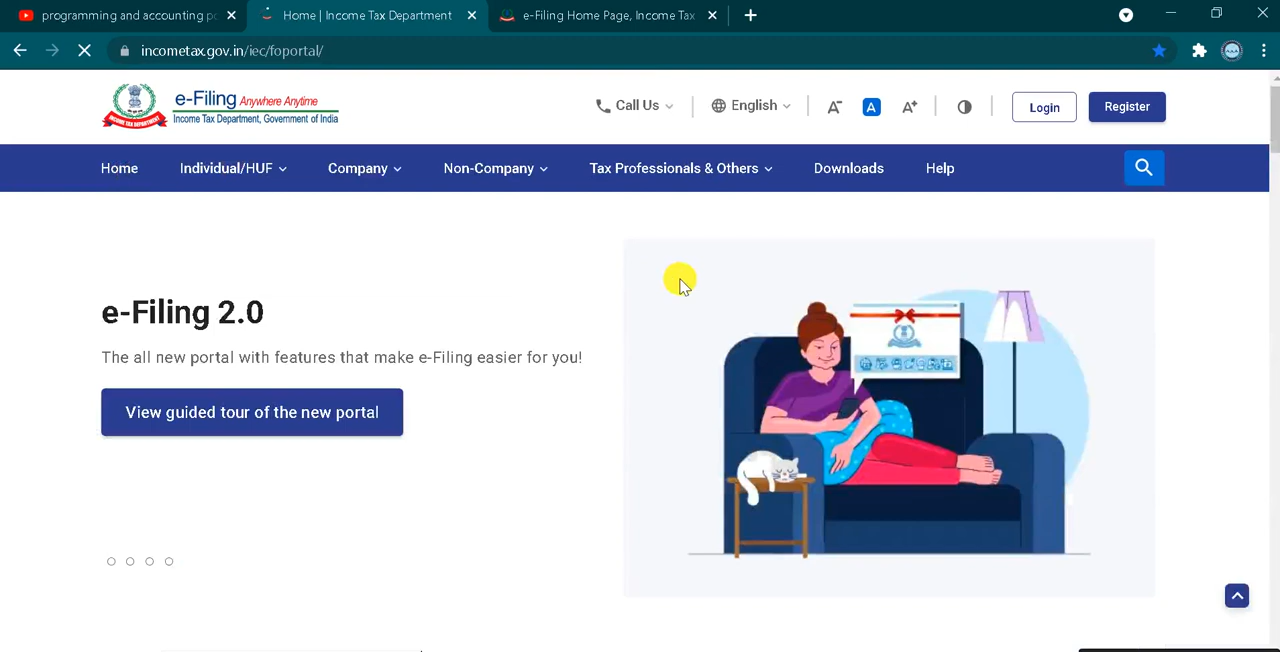 programming and accounting po
Home | Income Tax Department
e-Filing Home Page, Income Tax
incometax.gov.in/iec/foportal/
e-Filing Anywhere Anytime
Income Tax Department, Government of India
Call Us
English
A-
A
A+
Login
Register
Home
Individual/HUF
Company
Non-Company
Tax Professionals & Others
Downloads
Help
e-Filing 2.0
The all new portal with features that make e-Filing easier for you!
View guided tour of the new portal